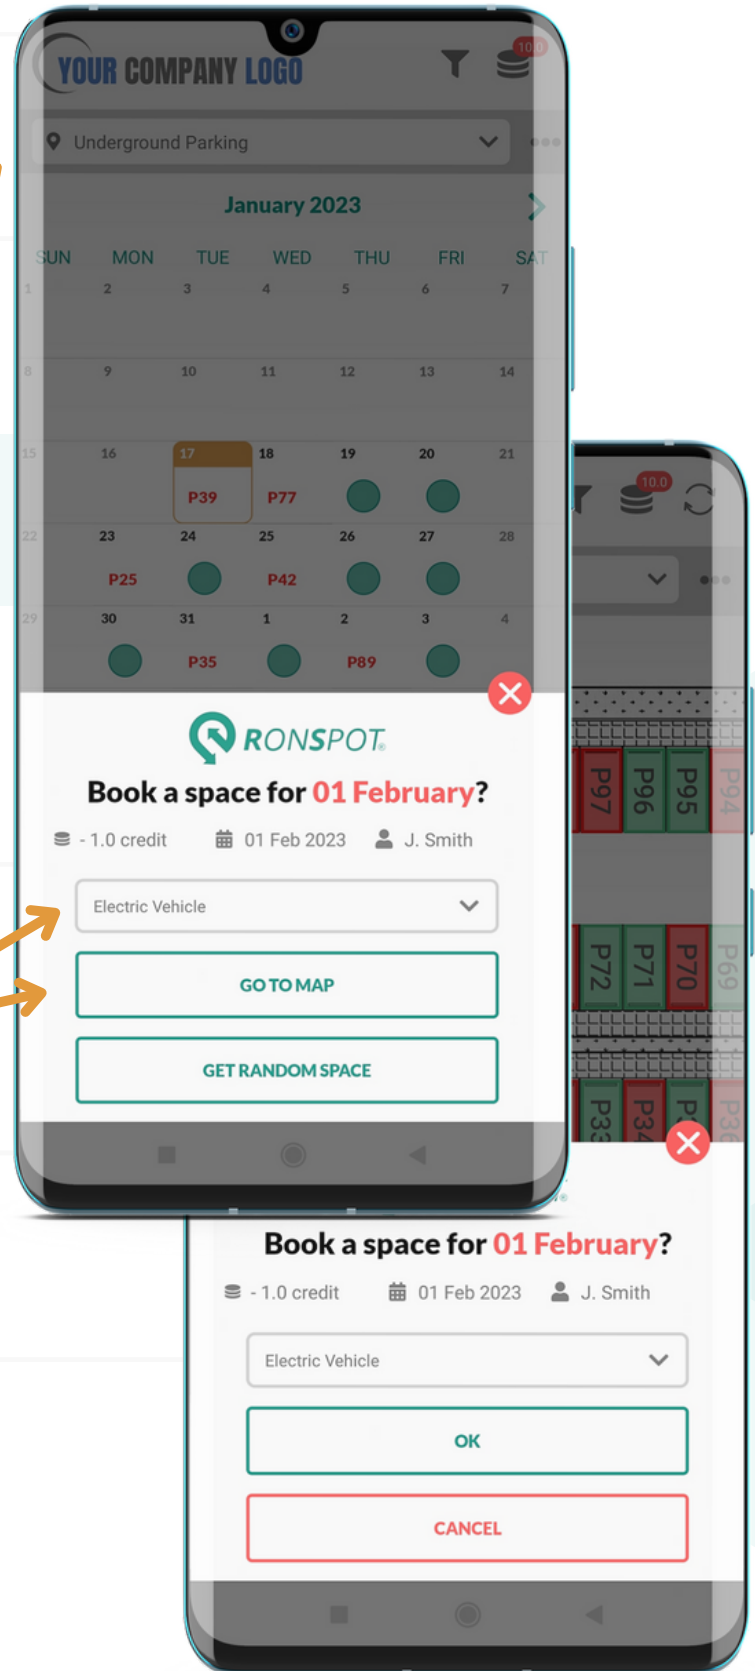 YOUR COMPANY LOGO
10.0
Underground Parking
January 2023
SUN MON TUE WED THU FRI SAT
1 2 3 4 5 6 7
8 9 10 11 12 13 14
15 16 17 18 19 20 21
P39 P77
22 23 24 25 26 27 28
P25 P42
29 30 31 1 2 3 4
P35 P89
RONSPOT®
Book a space for 01 February?
- 1.0 credit 01 Feb 2023 J. Smith
Electric Vehicle
GO TO MAP
GET RANDOM SPACE
10.0
P97 P96 P95 P94
P72 P71 P70 P69
P33 P34 P36
Book a space for 01 February?
- 1.0 credit 01 Feb 2023 J. Smith
Electric Vehicle
OK
CANCEL